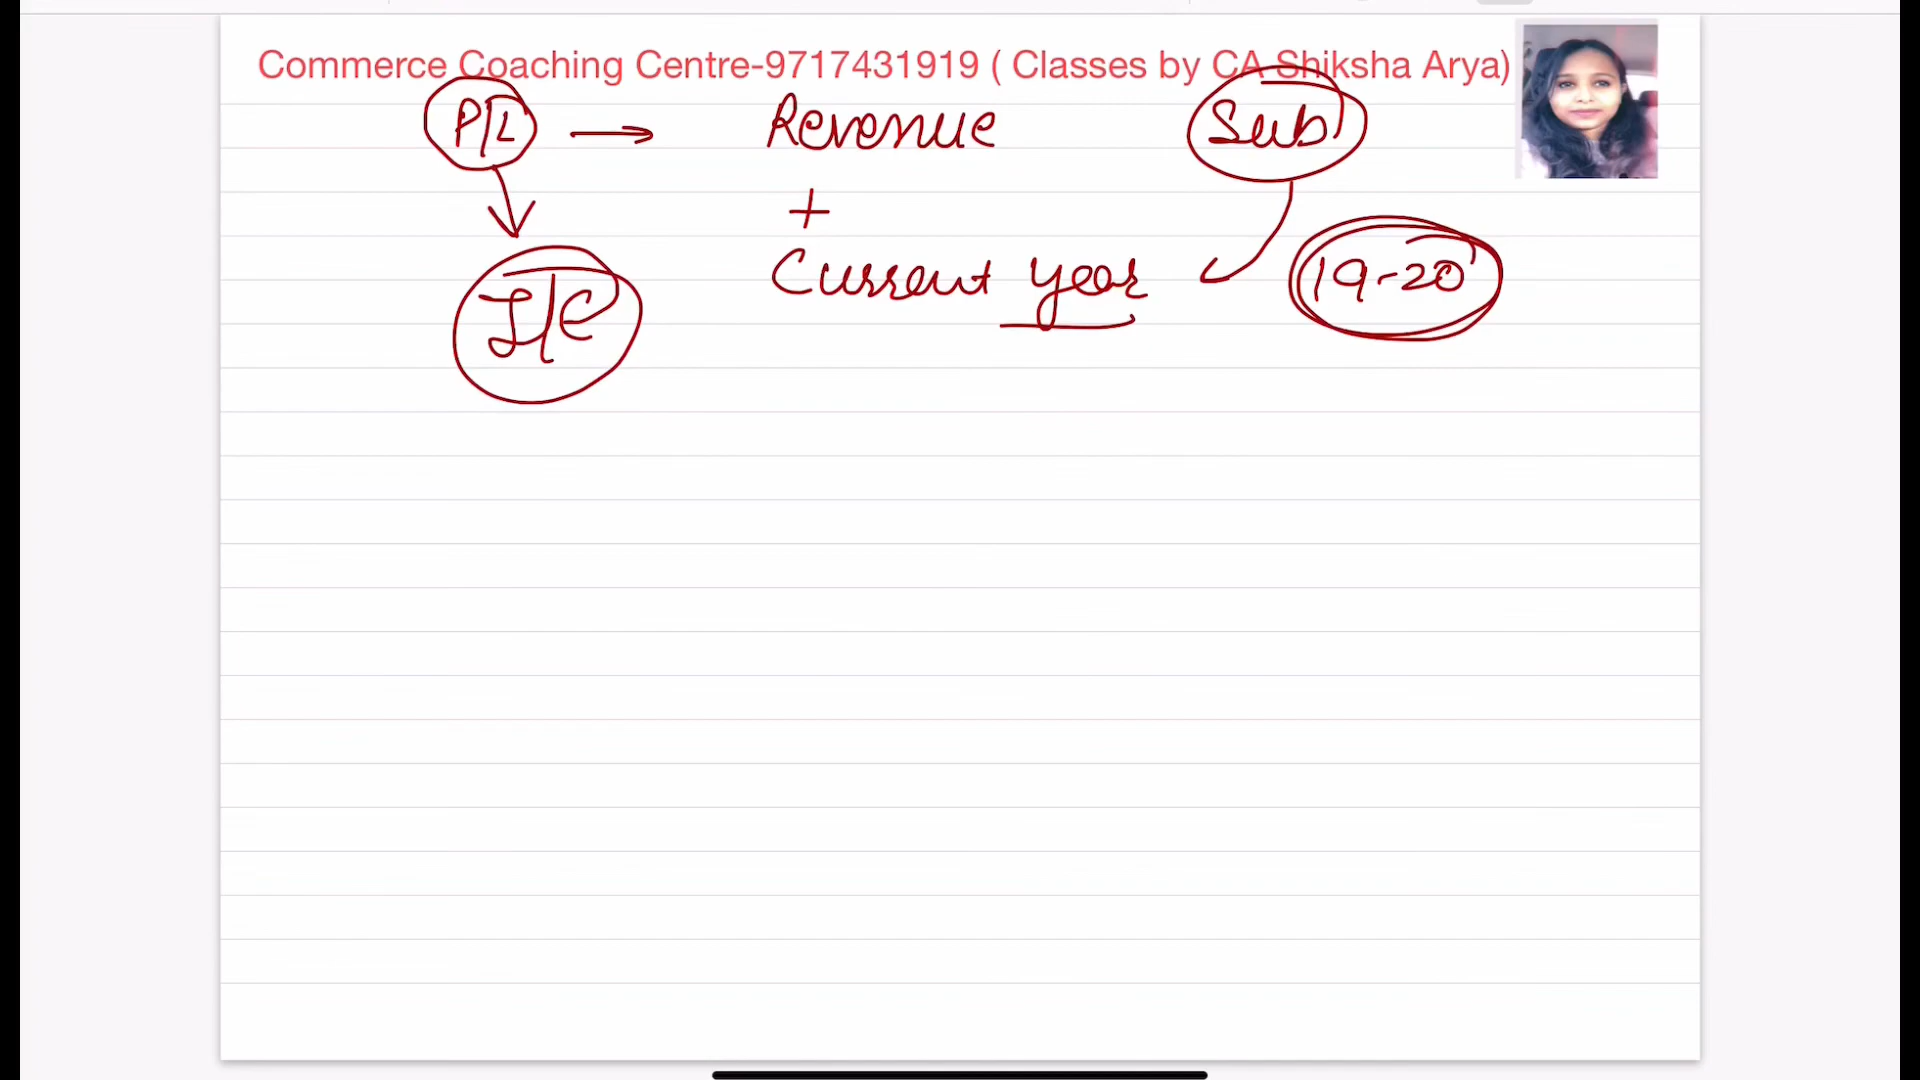 Commerce Coaching Centre-9717431919 ( Classes by CA Shiksha Arya)
P/L → Revenue Sub
+
Current year 19-20
I/E